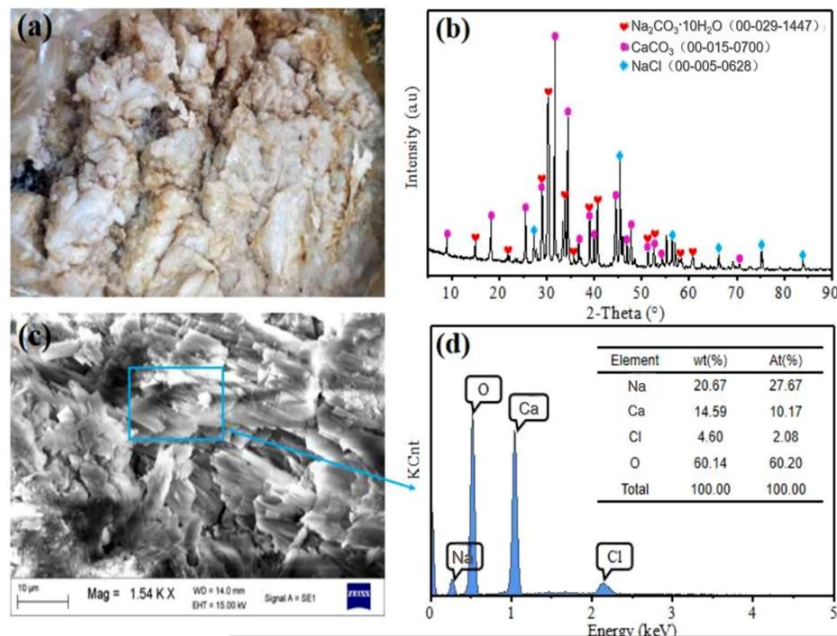 (a)
(b)
Na₂CO₃·10H₂O（00-029-1447）
CaCO₃（00-015-0700）
NaCl（00-005-0628）
Intensity (a.u)
10 20 30 40 50 60 70 80 90
2-Theta (°)
(c)
10 µm
Mag = 1.54 K X
WD = 14.0 mm
EHT = 15.00 kV
Signal A = SE1
ZEISS
(d)
Element wt(%) At(%)
Na 20.67 27.67
Ca 14.59 10.17
Cl 4.60 2.08
O 60.14 60.20
Total 100.00 100.00
O
Ca
Na
Cl
KCnt
0 1 2 3 4 5
Energy (keV)